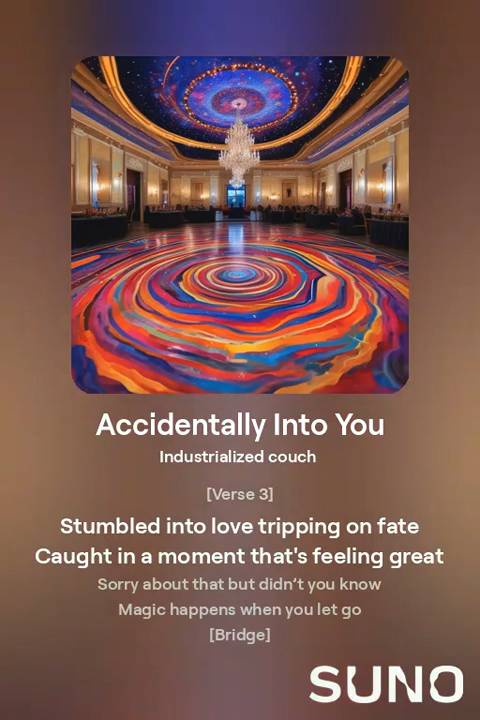 Accidentally Into You
Industrialized couch
[Verse 3]
Stumbled into love tripping on fate
Caught in a moment that's feeling great
Sorry about that but didn’t you know
Magic happens when you let go
[Bridge]
SUNO